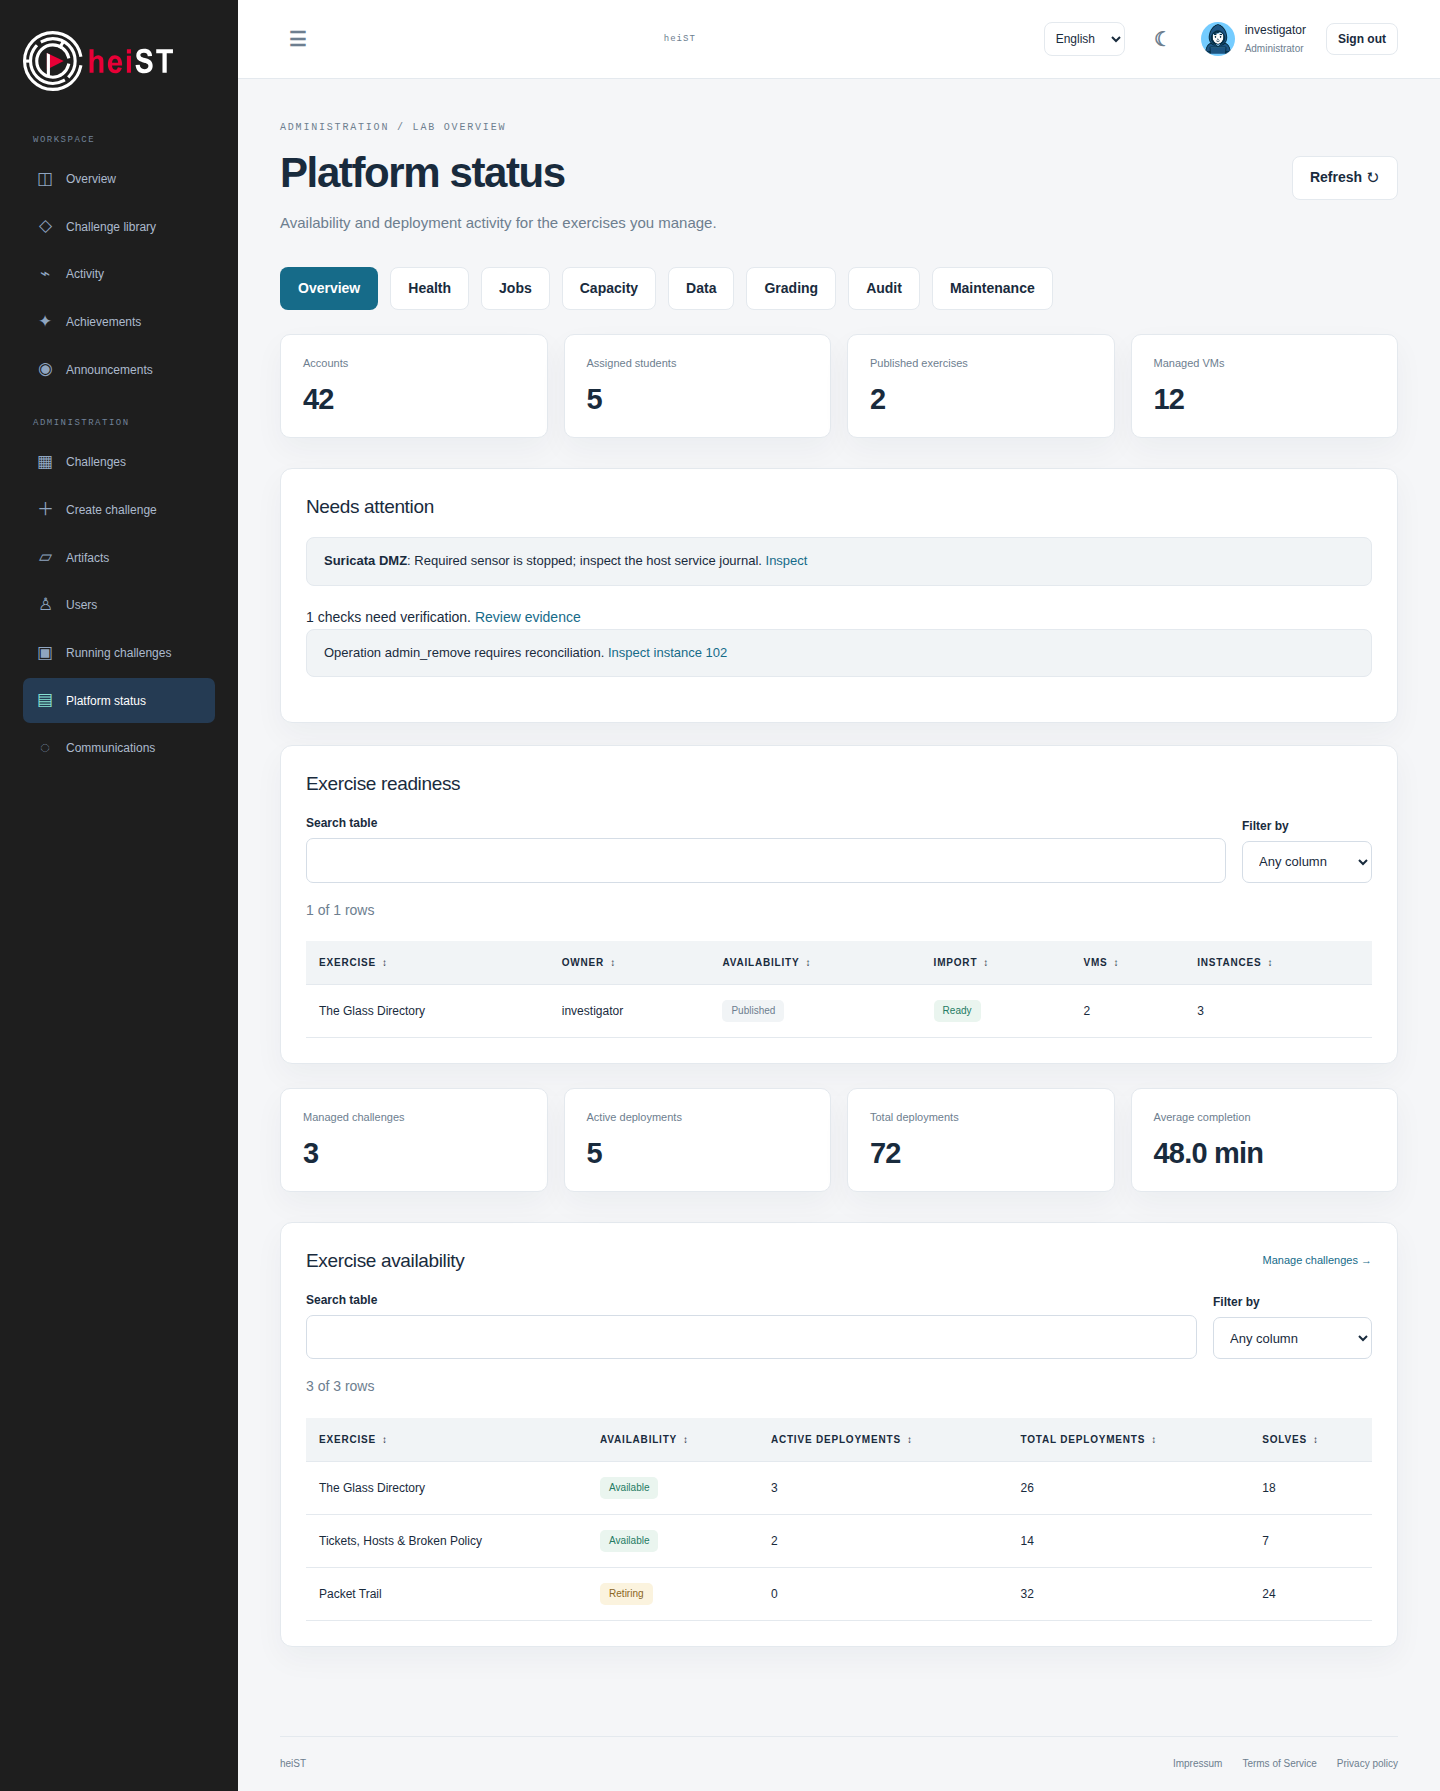 heiST
WORKSPACE
Overview
Challenge library
Activity
Achievements
Announcements
ADMINISTRATION
Challenges
Create challenge
Artifacts
Users
Running challenges
Platform status
Communications
heiST
English
investigator
Administrator
Sign out
ADMINISTRATION / LAB OVERVIEW
Platform status
Refresh ↻
Availability and deployment activity for the exercises you manage.
Overview Health Jobs Capacity Data Grading Audit Maintenance
Accounts Assigned students Published exercises Managed VMs
42 5 2 12
Needs attention
Suricata DMZ: Required sensor is stopped; inspect the host service journal. Inspect
1 checks need verification. Review evidence
Operation admin_remove requires reconciliation. Inspect instance 102
Exercise readiness
Search table
Filter by
Any column
1 of 1 rows
EXERCISE ↕ OWNER ↕ AVAILABILITY ↕ IMPORT ↕ VMS ↕ INSTANCES ↕
The Glass Directory investigator Published Ready 2 3
Managed challenges Active deployments Total deployments Average completion
3 5 72 48.0 min
Exercise availability
Manage challenges →
Search table
Filter by
Any column
3 of 3 rows
EXERCISE ↕ AVAILABILITY ↕ ACTIVE DEPLOYMENTS ↕ TOTAL DEPLOYMENTS ↕ SOLVES ↕
The Glass Directory Available 3 26 18
Tickets, Hosts & Broken Policy Available 2 14 7
Packet Trail Retiring 0 32 24
heiST
Impressum Terms of Service Privacy policy